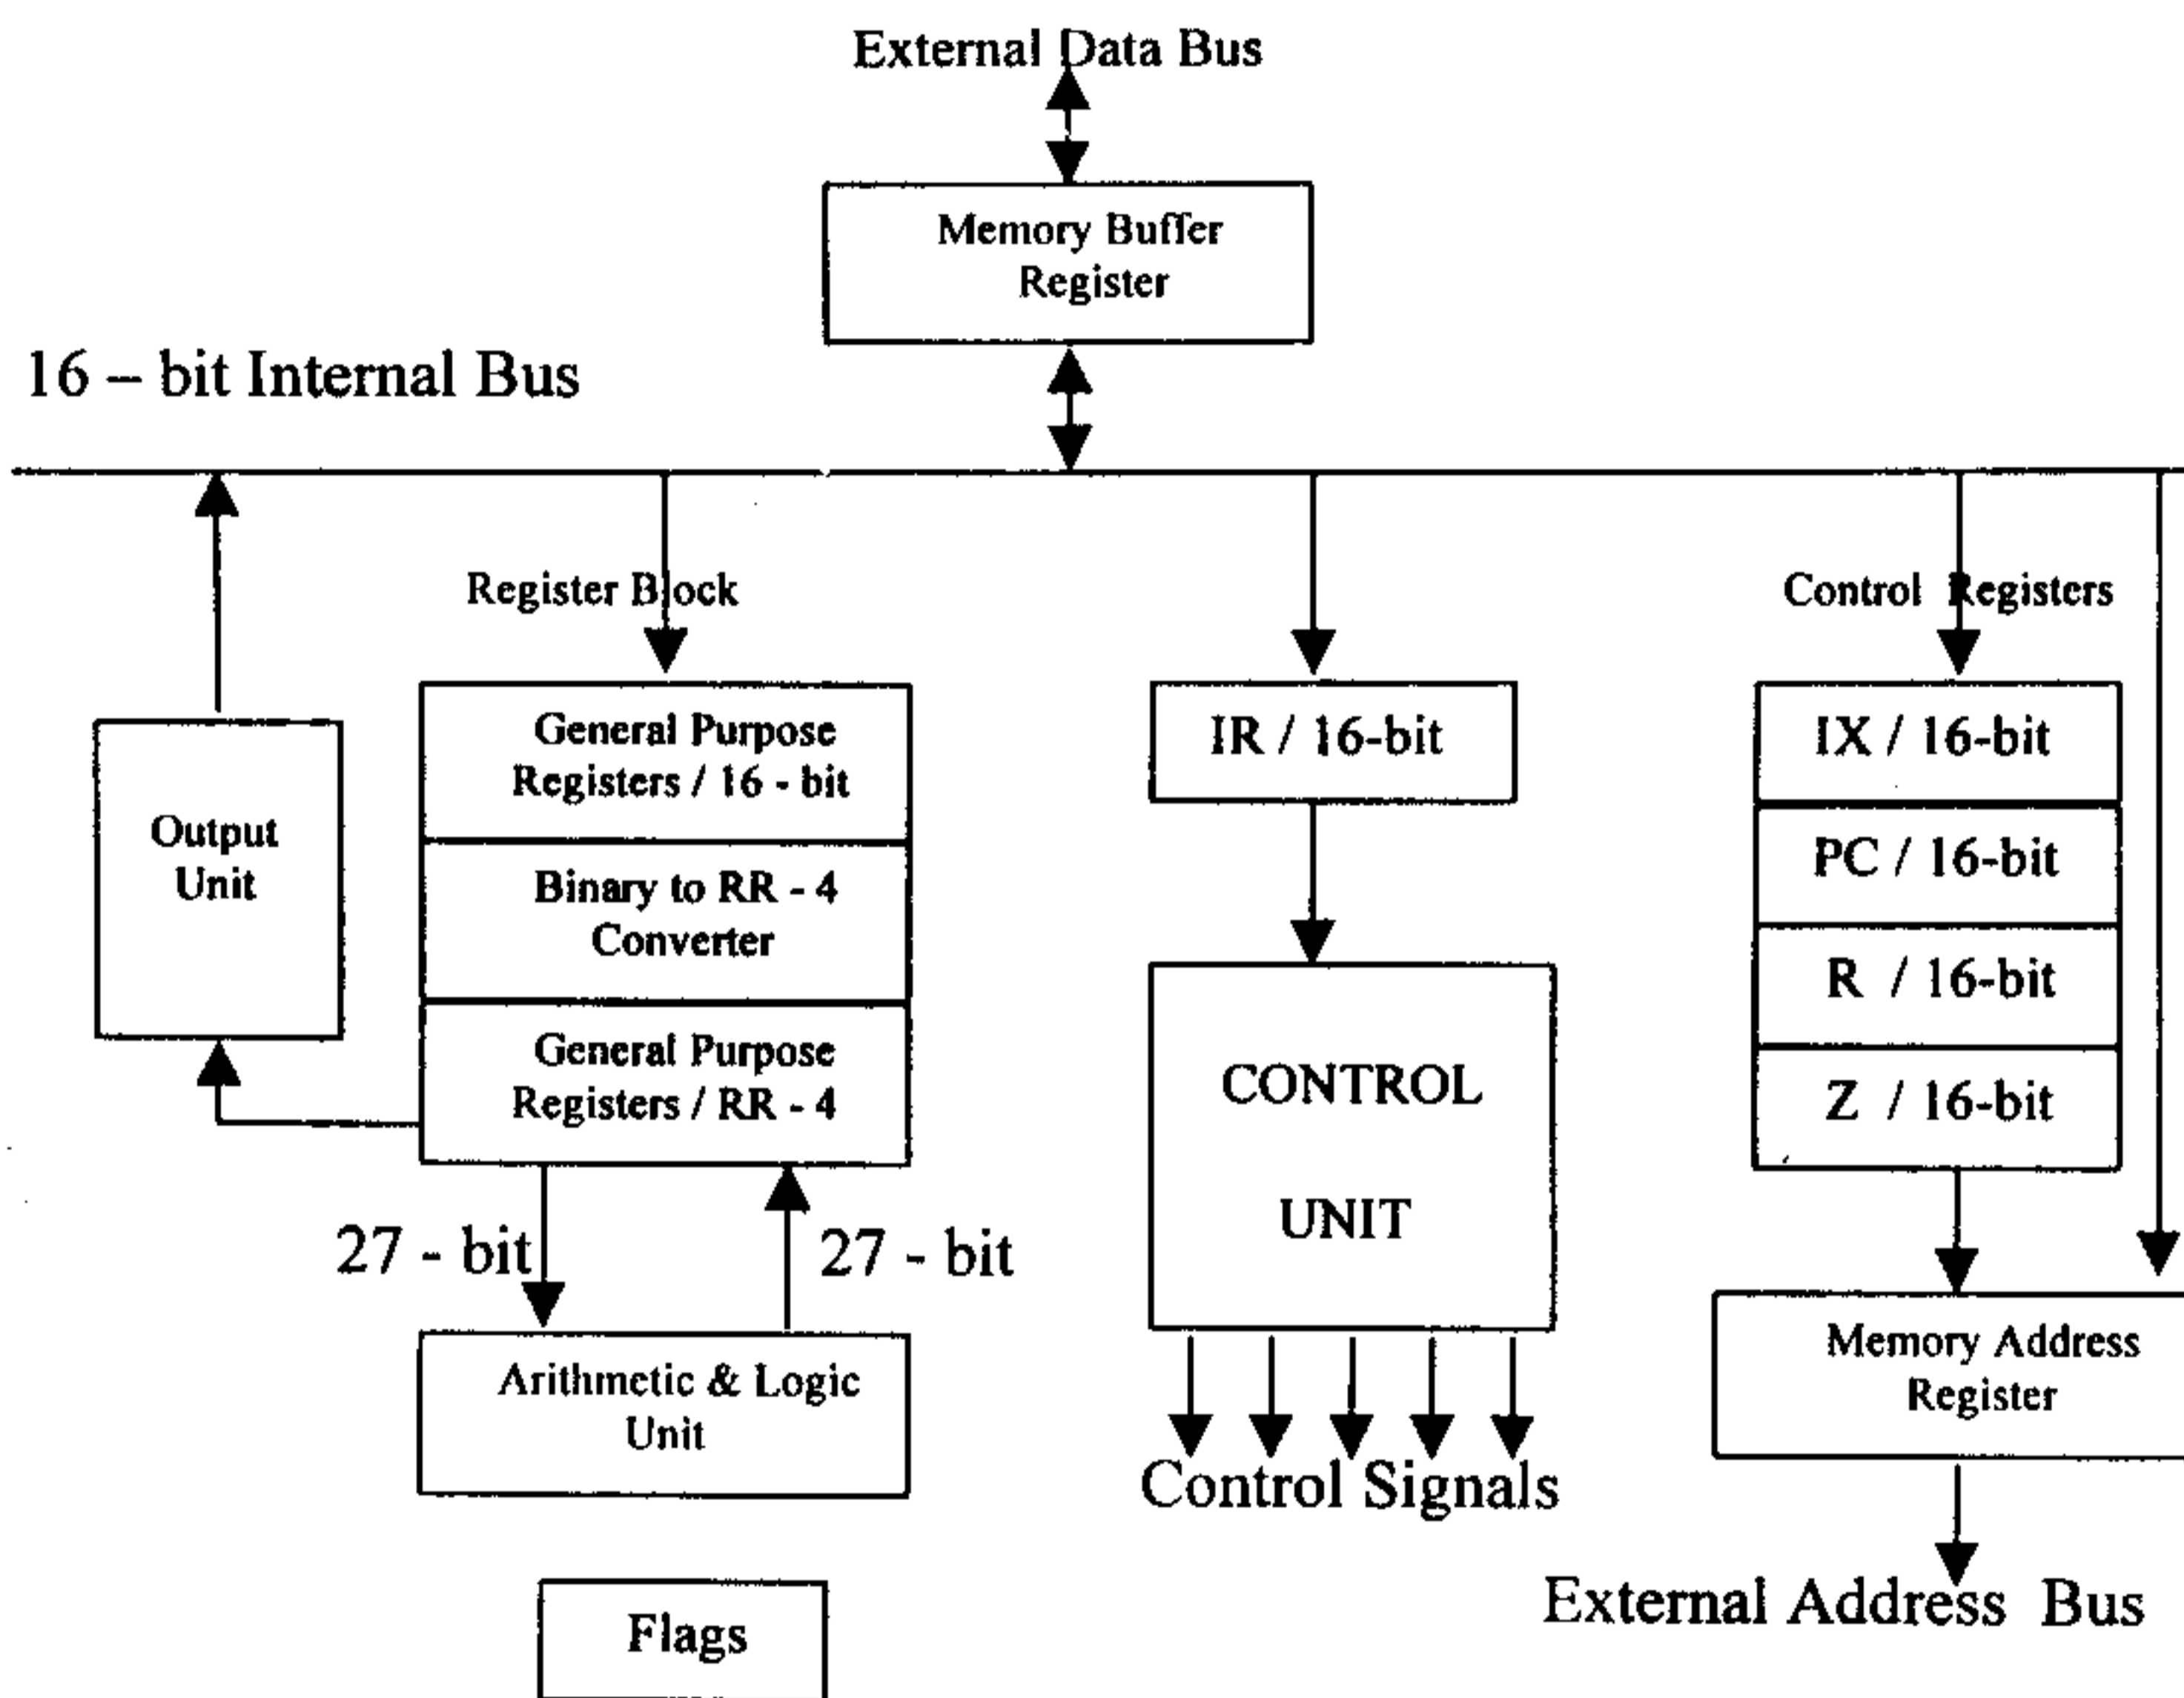 External Data Bus
Memory Buffer
Register
16 – bit Internal Bus
Register Block
Control Registers
General Purpose
Registers / 16 - bit
Binary to RR - 4
Converter
General Purpose
Registers / RR - 4
Output
Unit
IR / 16-bit
IX / 16-bit
PC / 16-bit
R / 16-bit
Z / 16-bit
CONTROL
UNIT
27 - bit
27 - bit
Arithmetic & Logic
Unit
Memory Address
Register
Control Signals
External Address Bus
Flags